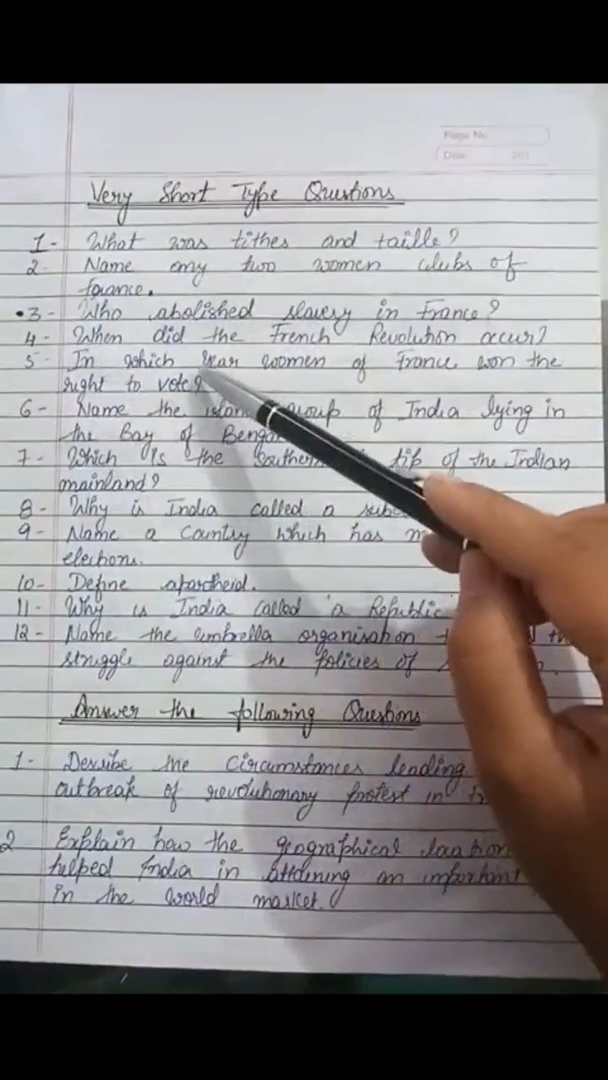 Page No.
Date 201
Very Short Type Questions
1- What was tithes and taille?
2- Name any two women clubs of
france.
•3- Who abolished slavery in France?
4- When did the French Revolution occur?
5- In which year women of France won the
right to vote?
6- Name the group of India lying in
the Bay of
7- Which is the tip of the Indian
mainland?
8- Why is India called a
9- Name a Country which has
elections.
10- Define apartheid.
11- Why is India called 'a Republic
12- Name the umbrella organisation
struggle against the policies of
Answer the following Questions
1- Describe the circumstances leading
outbreak of revolutionary protest in
2 Explain how the geographical location
helped India in attaining an important
in the world market.